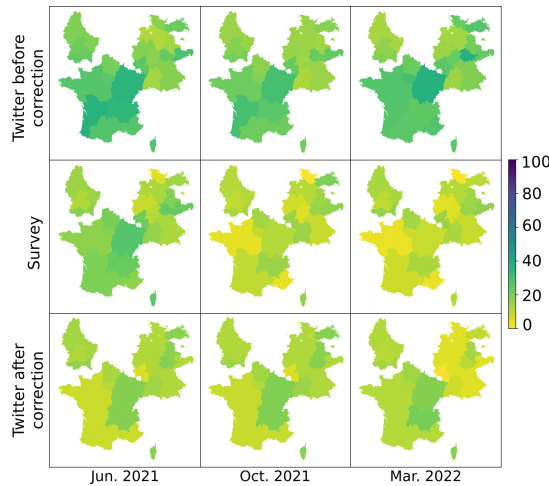 Twitter before
correction
Survey
Twitter after
correction
100
80
60
40
20
0
Jun. 2021
Oct. 2021
Mar. 2022